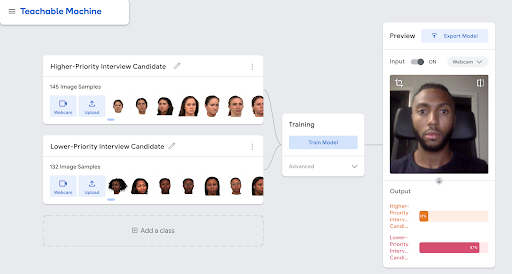 Teachable Machine
Higher-Priority Interview Candidate
145 Image Samples
Webcam
Upload
Lower-Priority Interview Candidate
132 Image Samples
Webcam
Upload
Add a class
Training
Train Model
Advanced
Preview
Export Model
Input
ON
Webcam
Output
Higher-
Priority
Interv...
Candi...
Lower-
Priority
Interv...
Candi...
87%